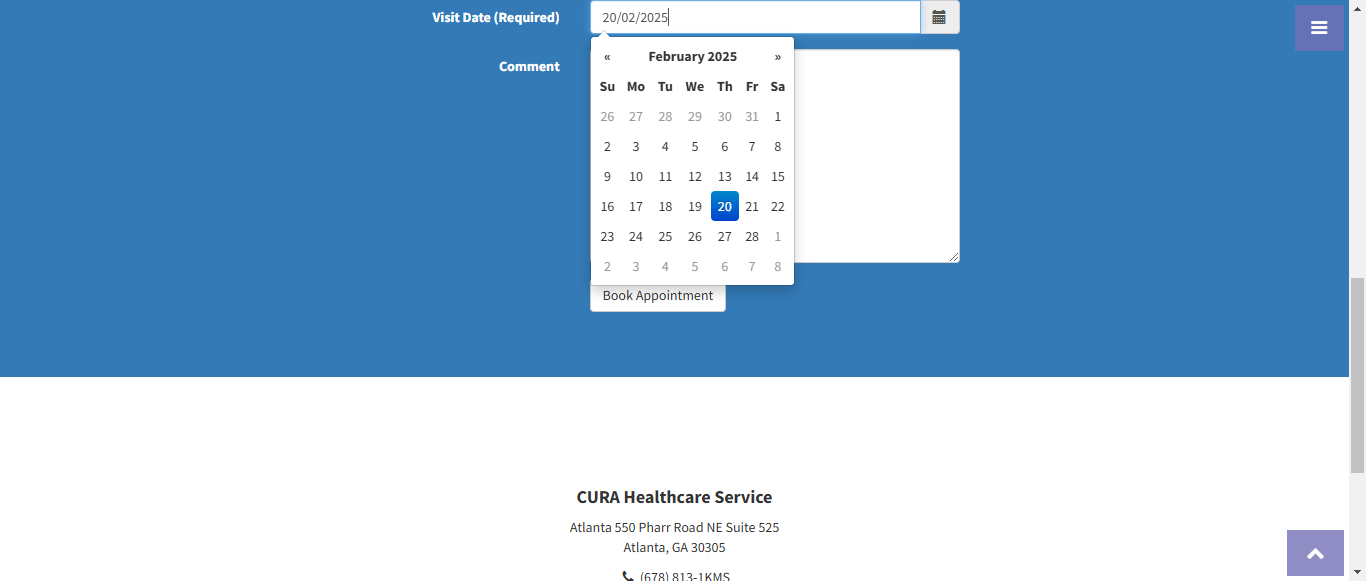 Visit Date (Required)
20/02/2025
« February 2025 »
Su Mo Tu We Th Fr Sa
26 27 28 29 30 31 1
2 3 4 5 6 7 8
9 10 11 12 13 14 15
16 17 18 19 20 21 22
23 24 25 26 27 28 1
2 3 4 5 6 7 8
Comment
Book Appointment
CURA Healthcare Service
Atlanta 550 Pharr Road NE Suite 525
Atlanta, GA 30305
(678) 813-1KMS